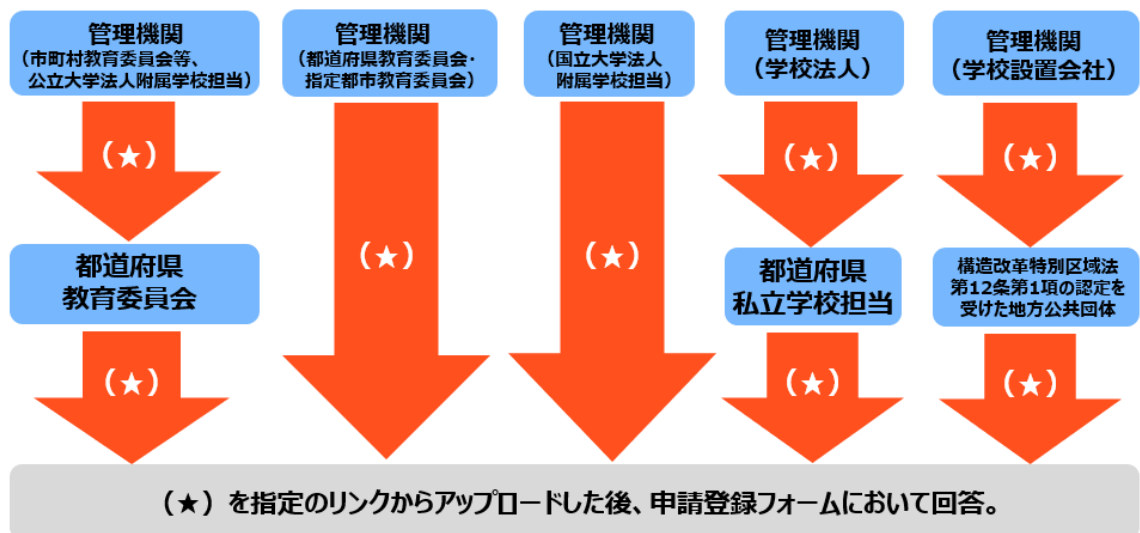 管理機関
（市町村教育委員会等、
公立大学法人附属学校担当）
管理機関
（都道府県教育委員会・
指定都市教育委員会）
管理機関
（国立大学法人
附属学校担当）
管理機関
（学校法人）
管理機関
（学校設置会社）
（★）
（★）
（★）
（★）
（★）
都道府県
教育委員会
都道府県
私立学校担当
構造改革特別区域法
第12条第1項の認定を
受けた地方公共団体
（★）
（★）
（★）
（★）を指定のリンクからアップロードした後、申請登録フォームにおいて回答。